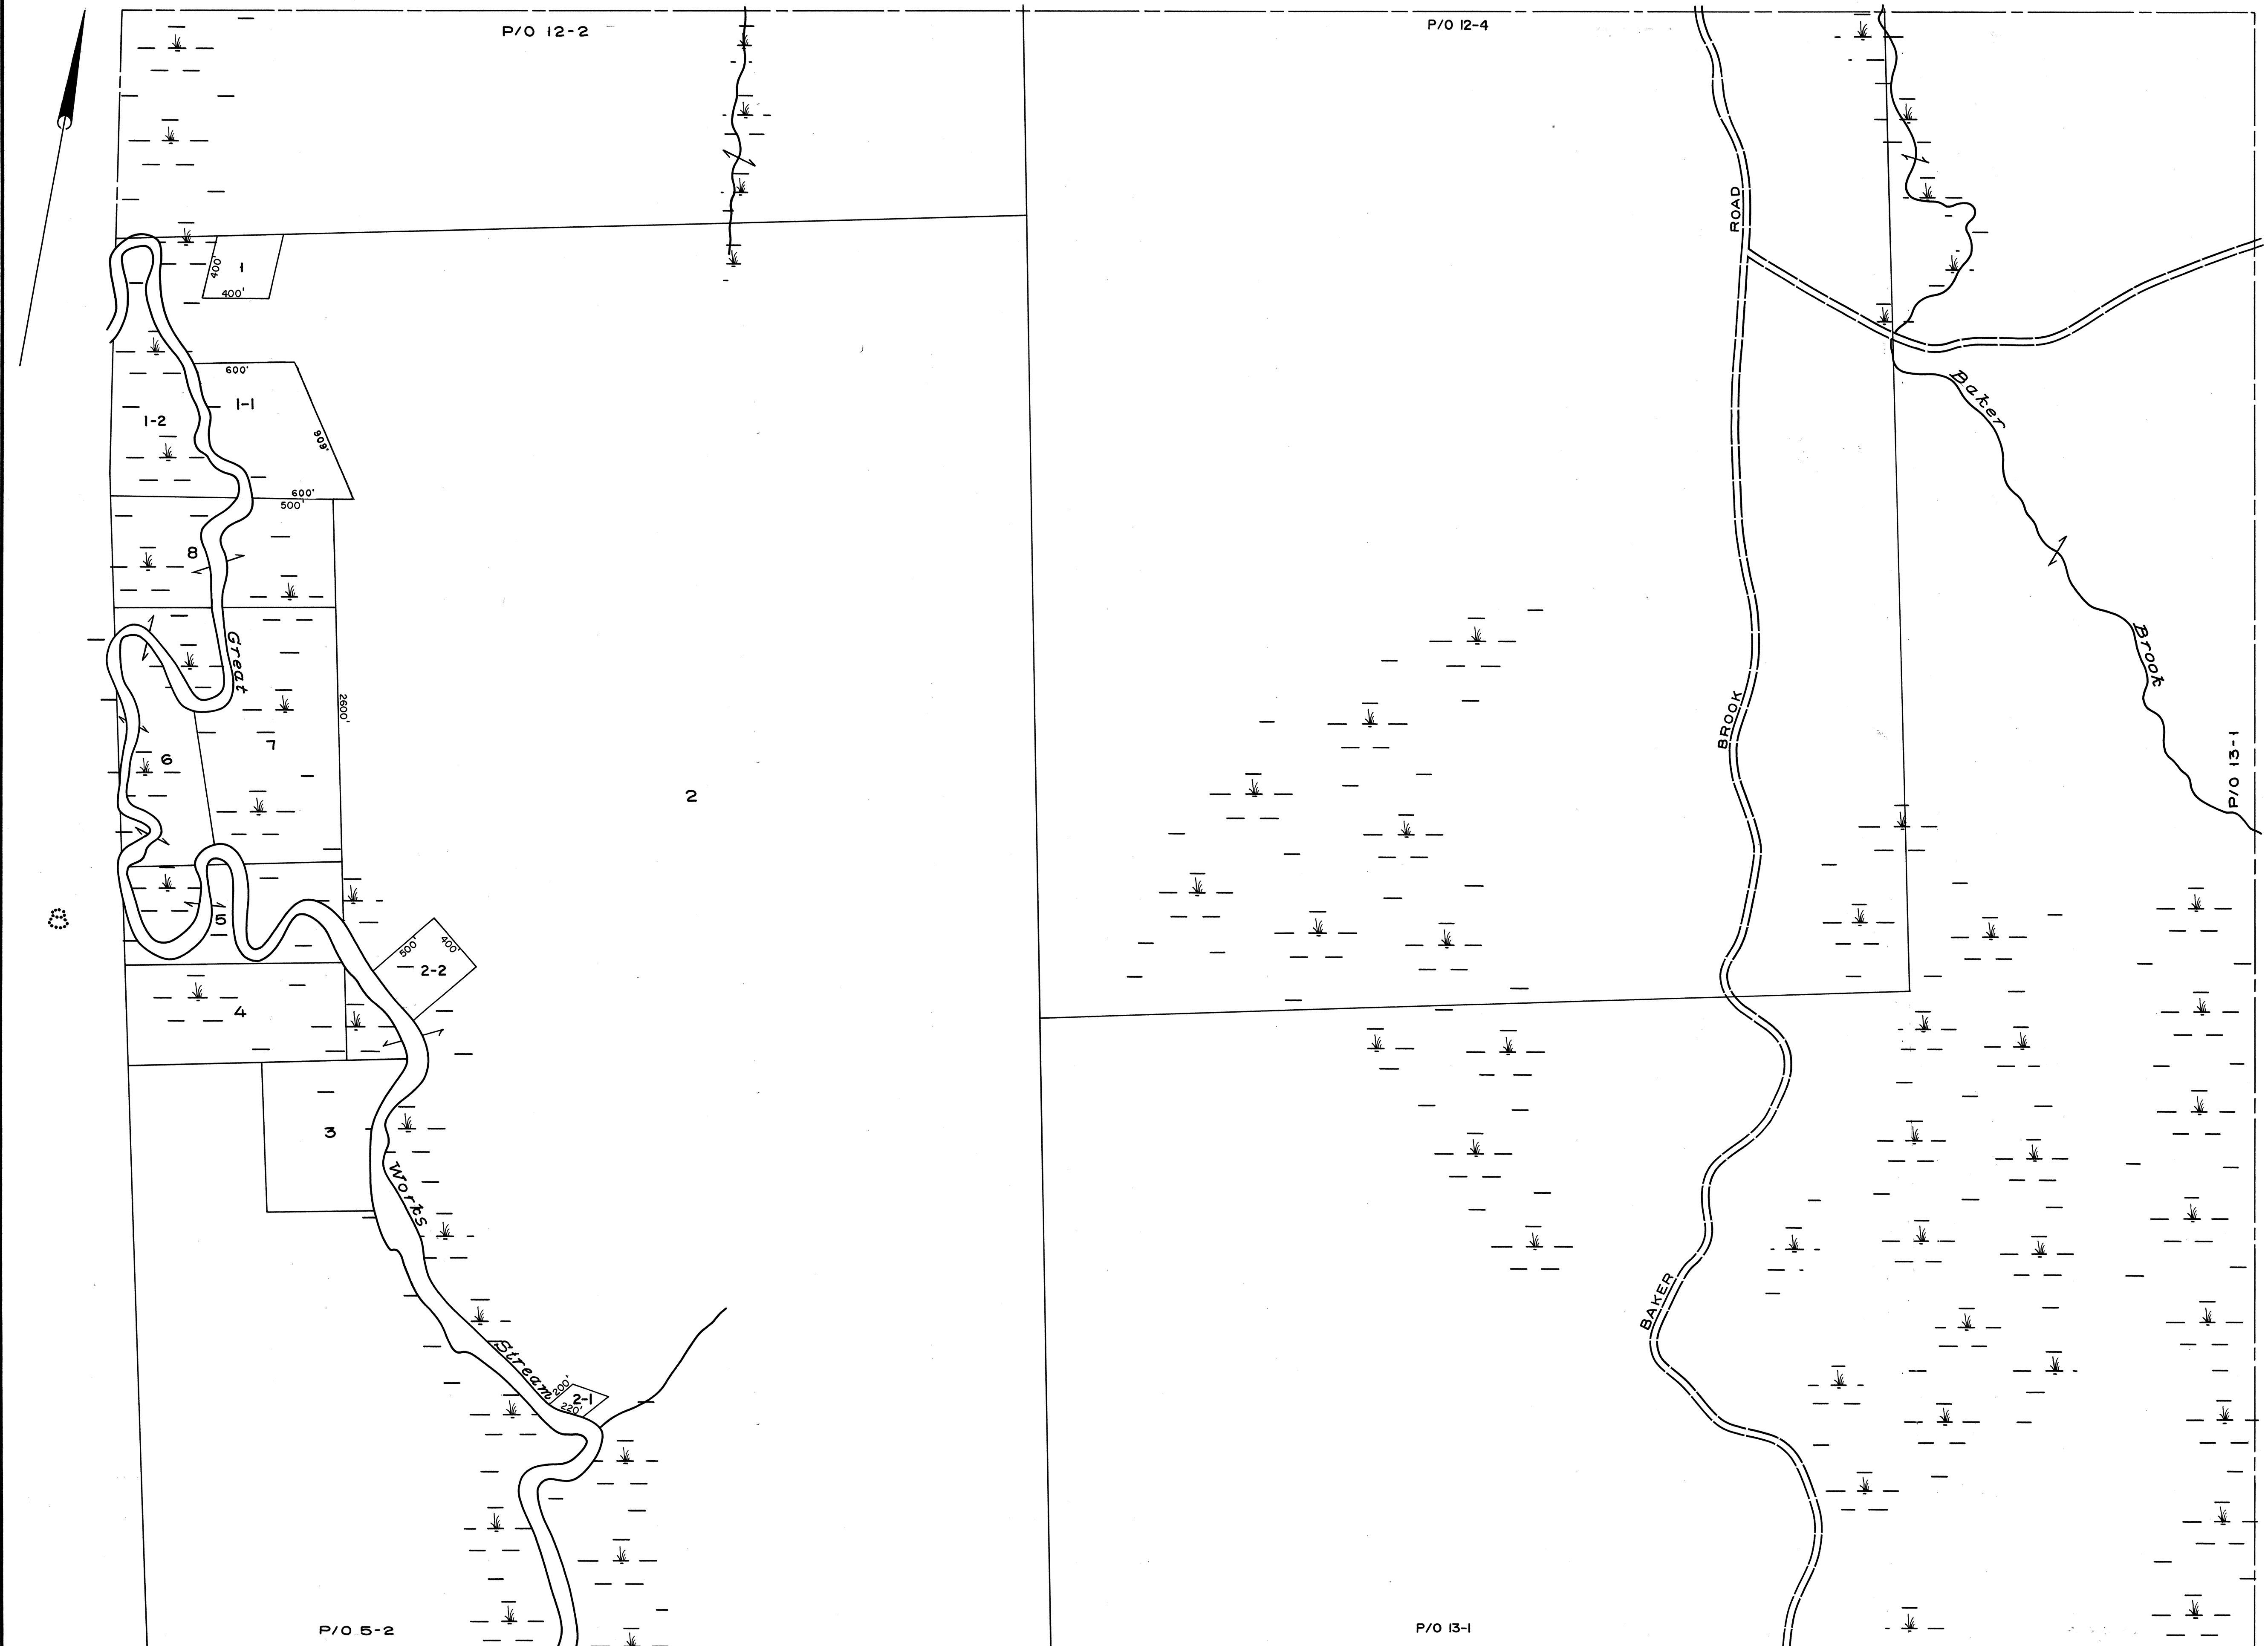 P/O 12-2
P/O 12-4
ROAD
1
400'
400'
600'
1-1
909'
1-2
600'
500'
Baker
8
Great
2600'
7
6
2
BROOK
Brook
P/O 13-1
5
500'
400'
2-2
4
3
Works
BAKER
Stream
200'
2-1
220'
P/O 5-2
P/O 13-1